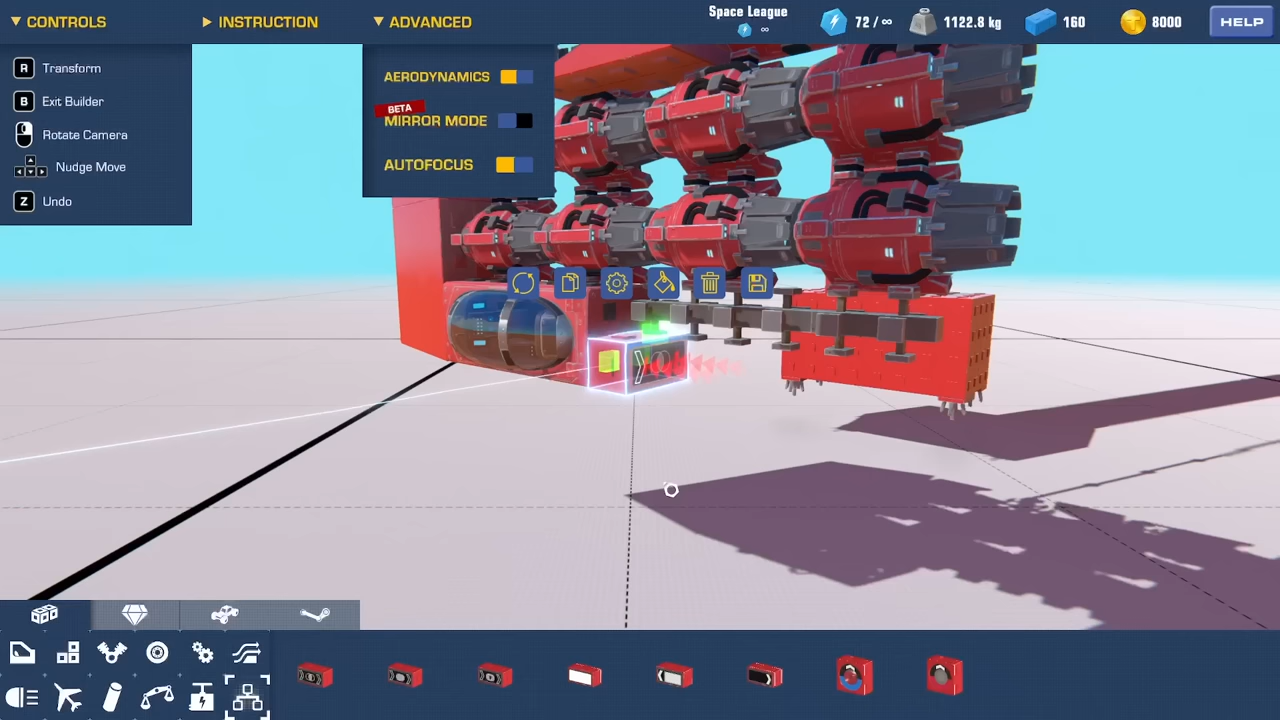 CONTROLS
INSTRUCTION
ADVANCED
Space League
∞
72 / ∞
1122.8 kg
160
8000
HELP
R Transform
B Exit Builder
Rotate Camera
Nudge Move
Z Undo
AERODYNAMICS
BETA
MIRROR MODE
AUTOFOCUS